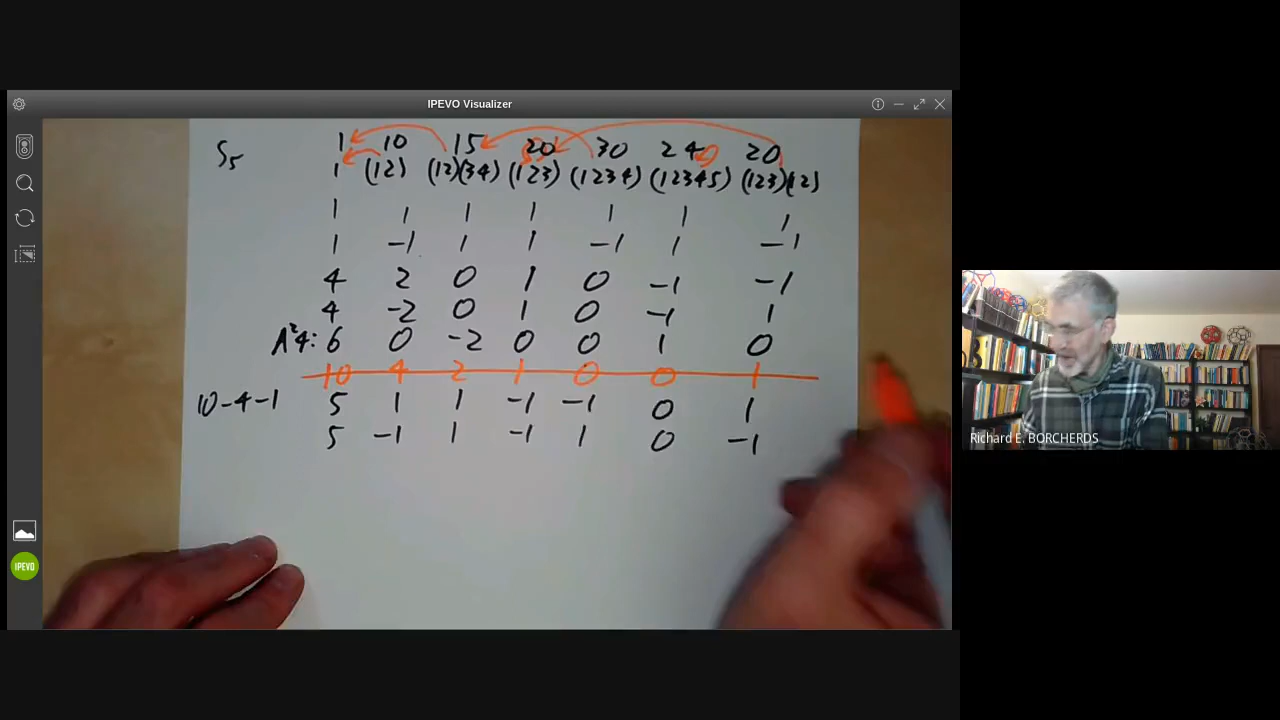 IPEVO Visualizer
S5 1 10 15 20 30 24 20
1 (12) (12)(34) (123) (1234) (12345) (123)(12)
1 1 1 1 1 1 1
1 -1 1 1 -1 1 -1
4 2 0 1 0 -1 -1
4 -2 0 1 0 -1 1
Λ²4: 6 0 -2 0 0 1 0
10 4 2 1 0 0 1
10-4-1 5 1 1 -1 -1 0 1
5 -1 1 -1 1 0 -1
Richard E. BORCHERDS
IPEVO